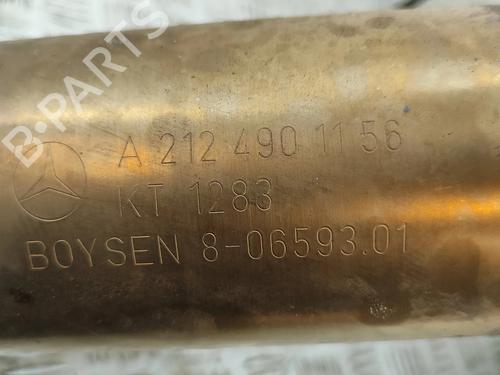 B-PARTS
A 212 490 11 56
KT 1283
BOYSEN 8-06593.01